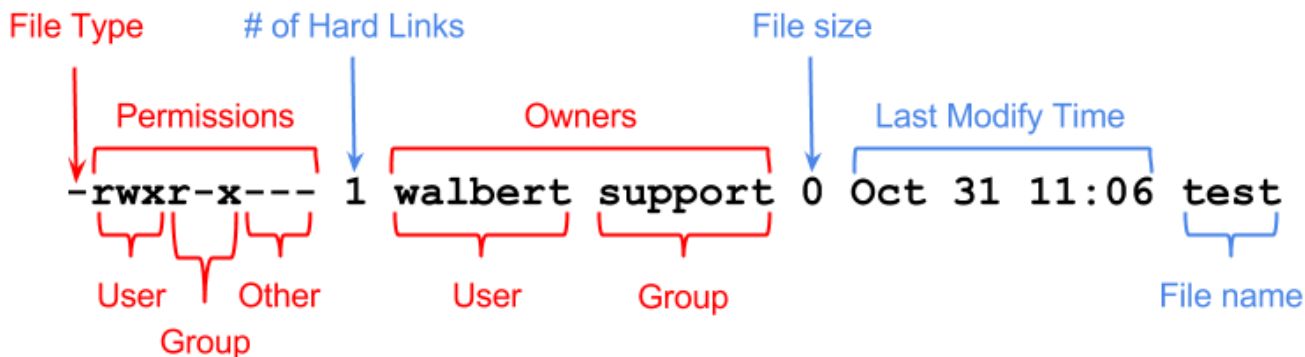 File Type # of Hard Links File size
Permissions Owners Last Modify Time
-rwxr-x--- 1 walbert support 0 Oct 31 11:06 test
User Other User Group File name
Group